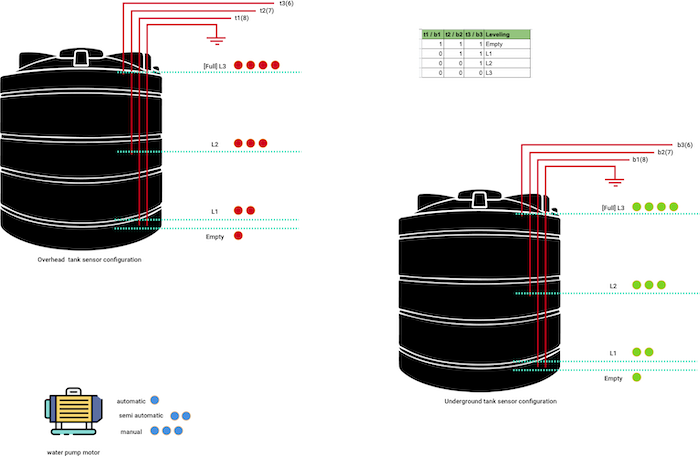 t3(6)
t2(7)
t1(8)
[Full] L3
L2
L1
Empty
Overhead tank sensor configuration
t1 / b1 t2 / b2 t3 / b3 Leveling
1 1 1 Empty
0 1 1 L1
0 0 1 L2
0 0 0 L3
b3(6)
b2(7)
b1(8)
[Full] L3
L2
L1
Empty
Underground tank sensor configuration
automatic
semi automatic
manual
water pump motor